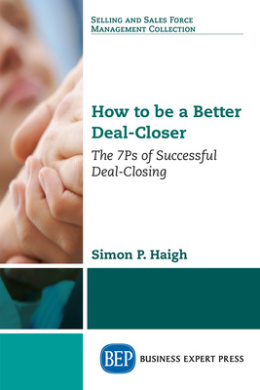 Selling and Sales Force
Management Collection
How to be a Better
Deal-Closer
The 7Ps of Successful
Deal-Closing
Simon P. Haigh
BEP BUSINESS EXPERT PRESS